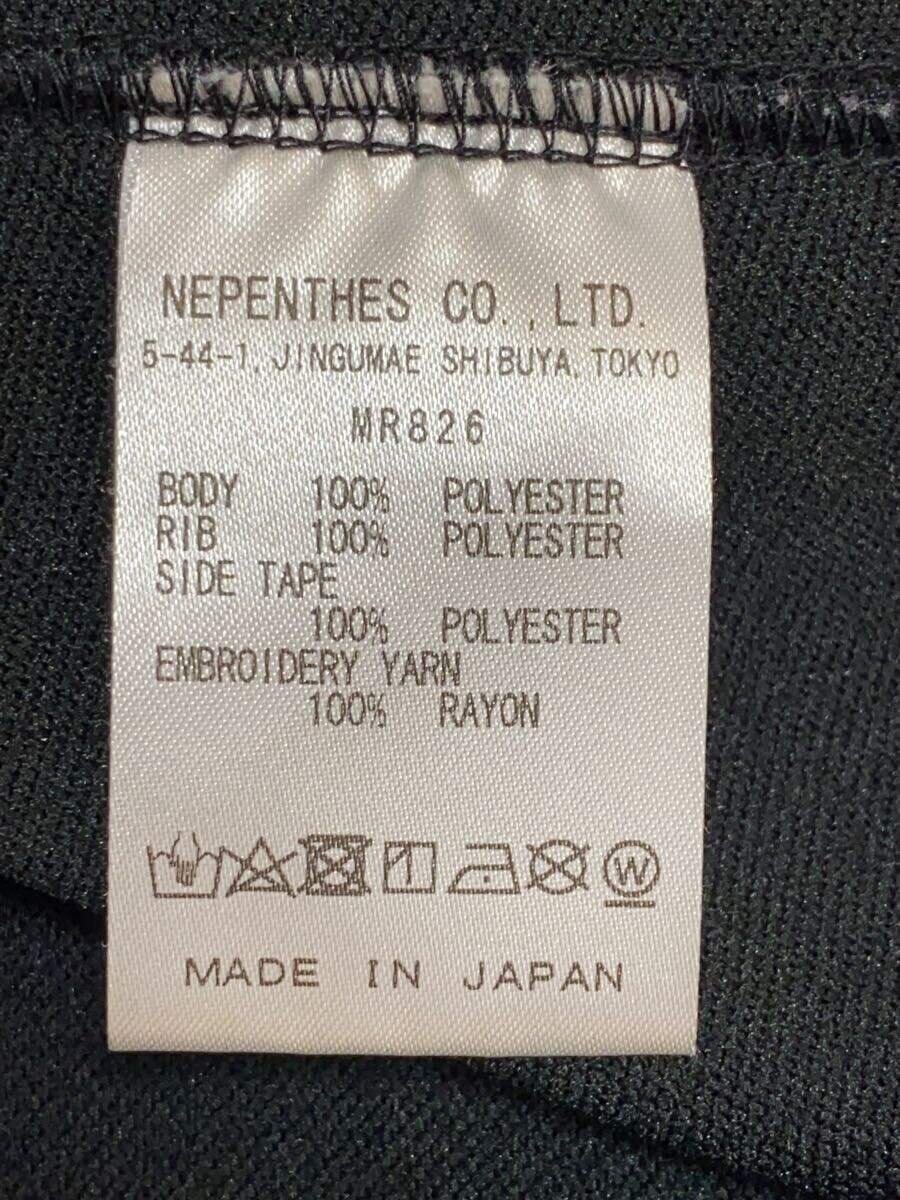 NEPENTHES CO.,LTD.
5-44-1, JINGUMAE SHIBUYA, TOKYO
MR826
BODY 100% POLYESTER
RIB 100% POLYESTER
SIDE TAPE
100% POLYESTER
EMBROIDERY YARN
100% RAYON
W
MADE IN JAPAN